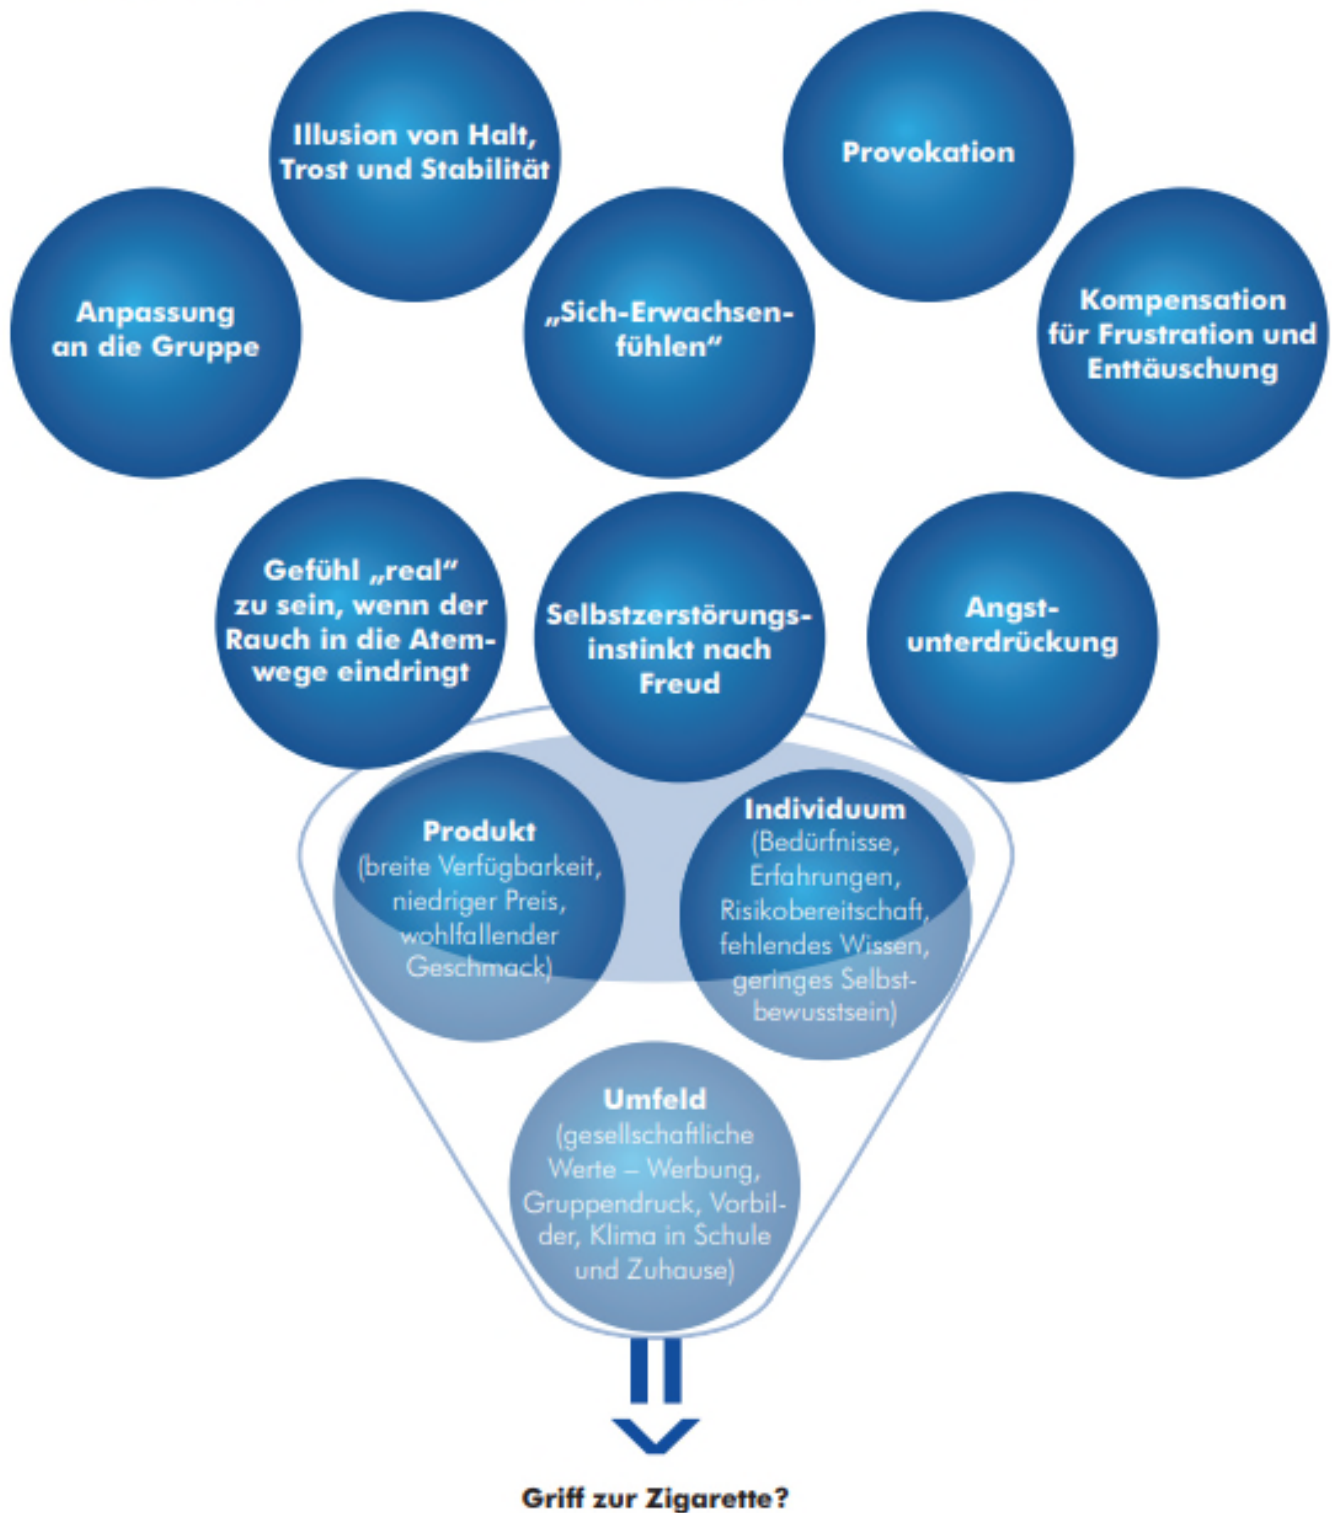 Illusion von Halt,
Trost und Stabilität
Provokation
Anpassung
an die Gruppe
„Sich-Erwachsen-
fühlen“
Kompensation
für Frustration und
Enttäuschung
Gefühl „real“
zu sein, wenn der
Rauch in die Atem-
wege eindringt
Selbstzerstörungs-
instinkt nach
Freud
Angst-
unterdrückung
Produkt
(breite Verfügbarkeit,
niedriger Preis,
wohlfallender
Geschmack)
Individuum
(Bedürfnisse,
Erfahrungen,
Risikobereitschaft,
fehlendes Wissen,
geringes Selbst-
bewusstsein)
Umfeld
(gesellschaftliche
Werte – Werbung,
Gruppendruck, Vorbil-
der, Klima in Schule
und Zuhause)
Griff zur Zigarette?